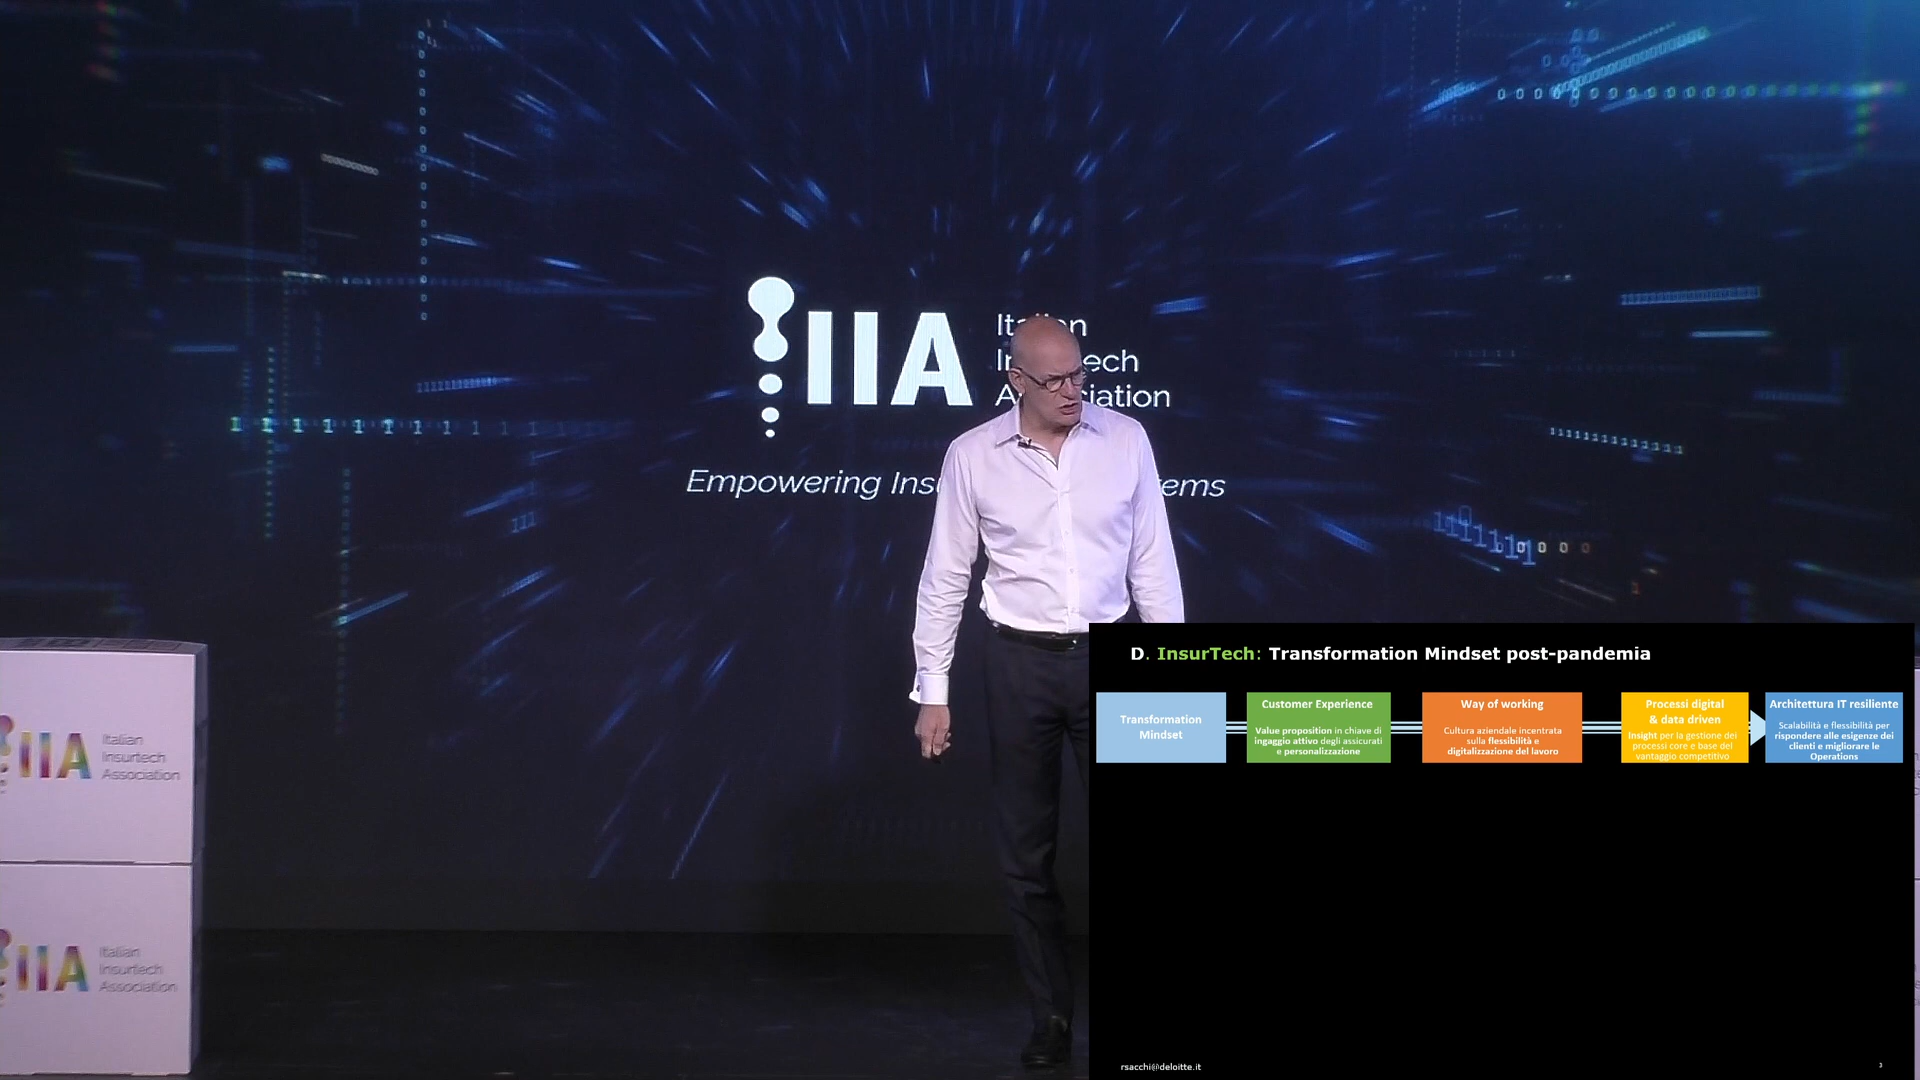 IIA
Italian
Insurtech
Association
Empowering
D. InsurTech: Transformation Mindset post-pandemia
Transformation
Mindset
Customer Experience
Value proposition in chiave di
ingaggio attivo degli assicurati
e personalizzazione
Way of working
Cultura aziendale incentrata
sulla flessibilità e
digitalizzazione del lavoro
Processi digital
& data driven
Insight per la gestione dei
processi core e base del
vantaggio competitivo
Architettura IT resiliente
Scalabilità e flessibilità per
rispondere alle esigenze dei
clienti e migliorare le
Operations
IIA
Italian
Insurtech
Association
IIA
Italian
Insurtech
Association
rsacchi@deloitte.it
3